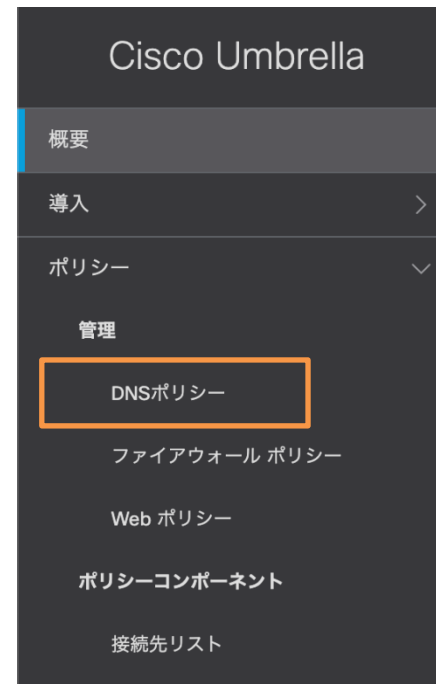 Cisco Umbrella
概要
導入
ポリシー
管理
DNSポリシー
ファイアウォール ポリシー
Web ポリシー
ポリシーコンポーネント
接続先リスト